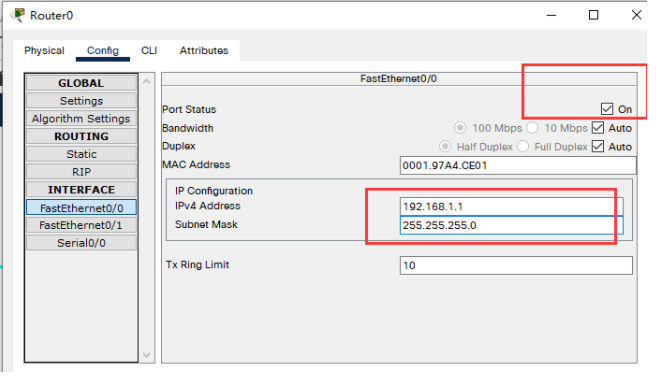 Router0
Physical Config CLI Attributes
GLOBAL
Settings
Algorithm Settings
ROUTING
Static
RIP
INTERFACE
FastEthernet0/0
FastEthernet0/1
Serial0/0
FastEthernet0/0
Port Status On
Bandwidth 100 Mbps 10 Mbps Auto
Duplex Half Duplex Full Duplex Auto
MAC Address 0001.97A4.CE01
IP Configuration
IPv4 Address 192.168.1.1
Subnet Mask 255.255.255.0
Tx Ring Limit 10